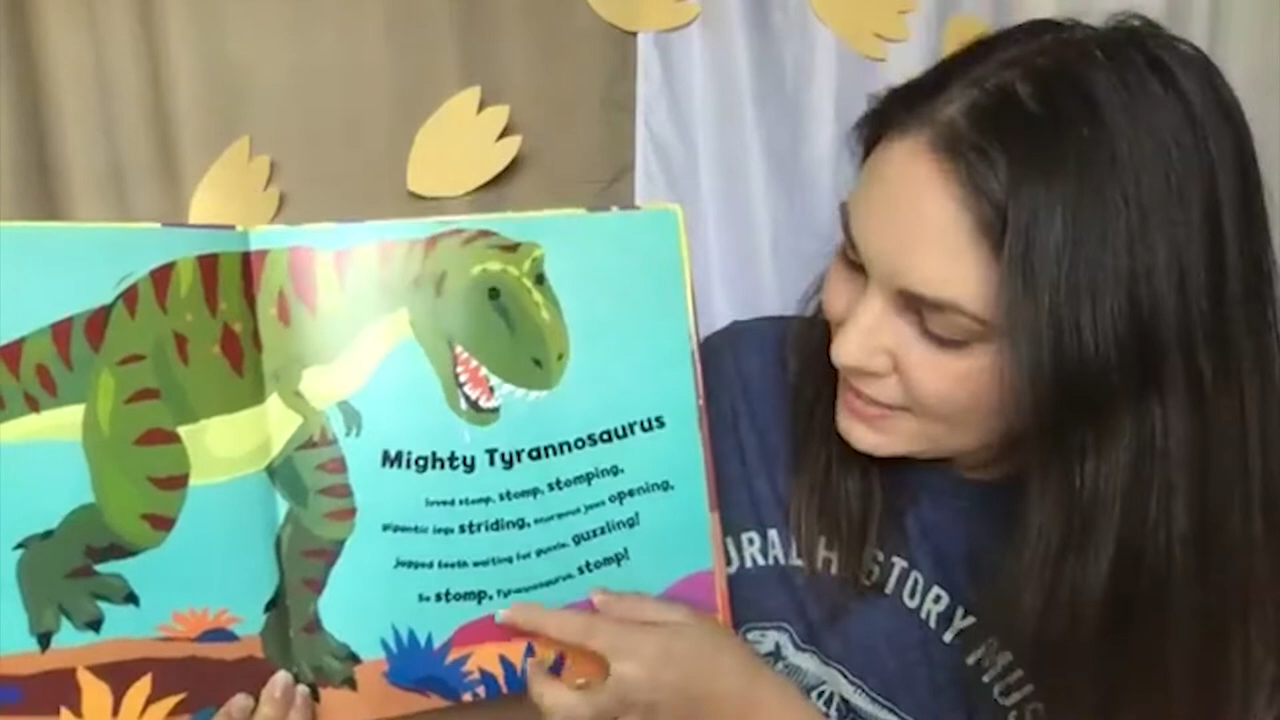 Mighty Tyrannosaurus
loved stomp, stomp, stomping,
gigantic legs striding, enormous jaws opening,
jagged teeth waiting for guzzle, guzzling!
So stomp, Tyrannosaurus, stomp!
URAL HISTORY MUS